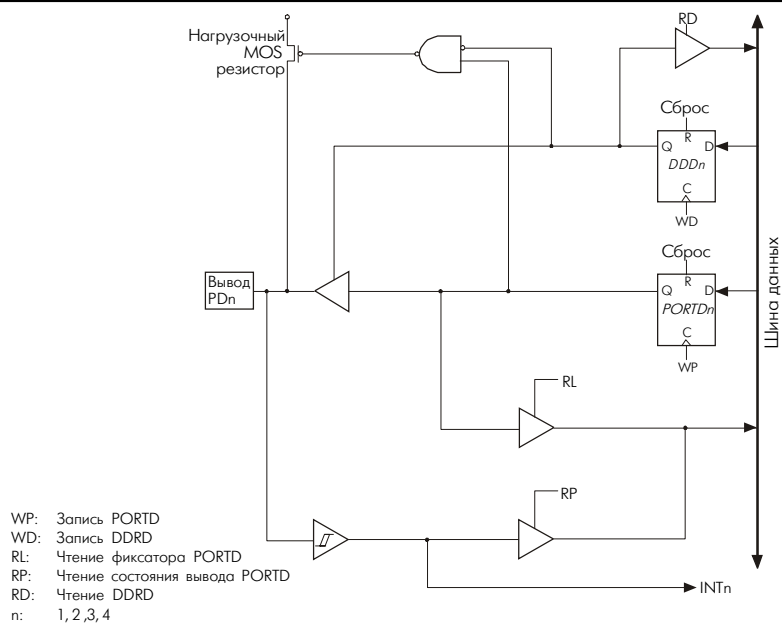 Нагрузочный
MOS
резистор
RD
Сброс
R
Q
D
DDDn
C
WD
Сброс
R
Q
D
PORTDn
C
WP
Вывод
PDn
Шина данных
RL
RP
INTn
WP: Запись PORTD
WD: Запись DDRD
RL: Чтение фиксатора PORTD
RP: Чтение состояния вывода PORTD
RD: Чтение DDRD
n: 1,2,3,4